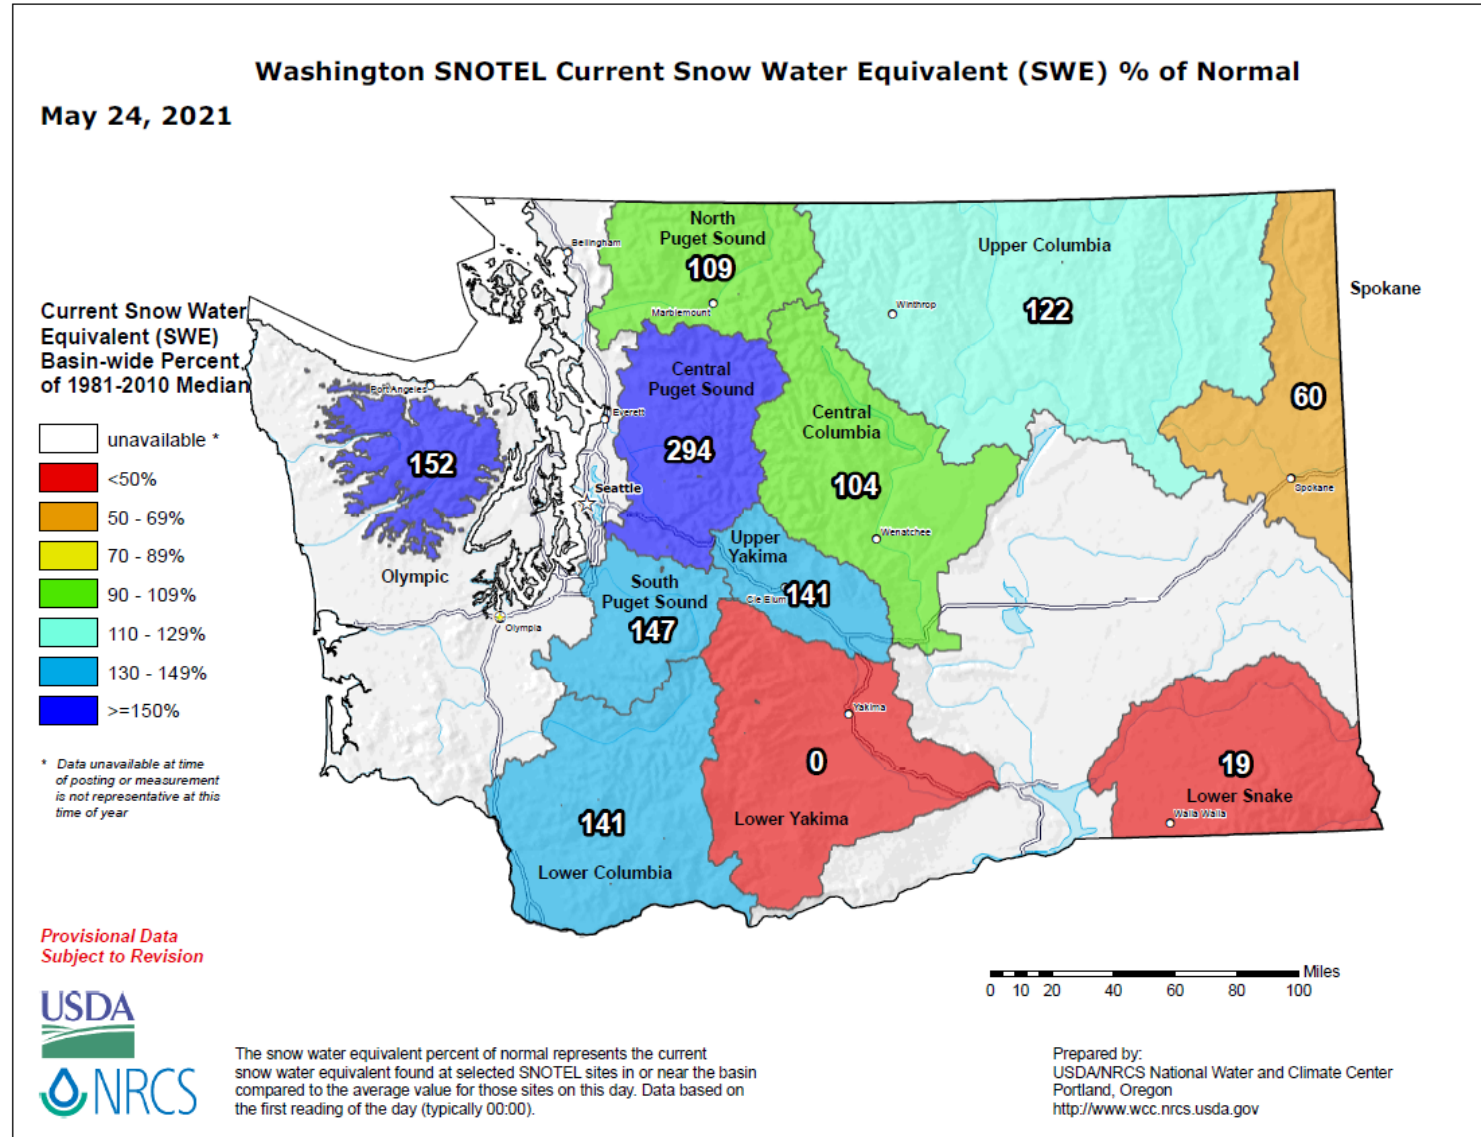 Washington SNOTEL Current Snow Water Equivalent (SWE) % of Normal
May 24, 2021
Current Snow Water
Equivalent (SWE)
Basin-wide Percent
of 1981-2010 Median
unavailable *
<50%
50 - 69%
70 - 89%
90 - 109%
110 - 129%
130 - 149%
>=150%
* Data unavailable at time
of posting or measurement
is not representative at this
time of year
Provisional Data
Subject to Revision
North
Puget Sound
109
Bellingham
Marblemount
Upper Columbia
122
Winthrop
Spokane
60
Spokane
Central
Puget Sound
294
Everett
Seattle
Central
Columbia
104
Wenatchee
Port Angeles
152
Olympic
Olympia
Upper
Yakima
141
Cle Elum
South
Puget Sound
147
Yakima
0
Lower Yakima
19
Lower Snake
Walla Walla
141
Lower Columbia
Miles
0 10 20 40 60 80 100
USDA
NRCS
The snow water equivalent percent of normal represents the current
snow water equivalent found at selected SNOTEL sites in or near the basin
compared to the average value for those sites on this day. Data based on
the first reading of the day (typically 00:00).
Prepared by:
USDA/NRCS National Water and Climate Center
Portland, Oregon
http://www.wcc.nrcs.usda.gov